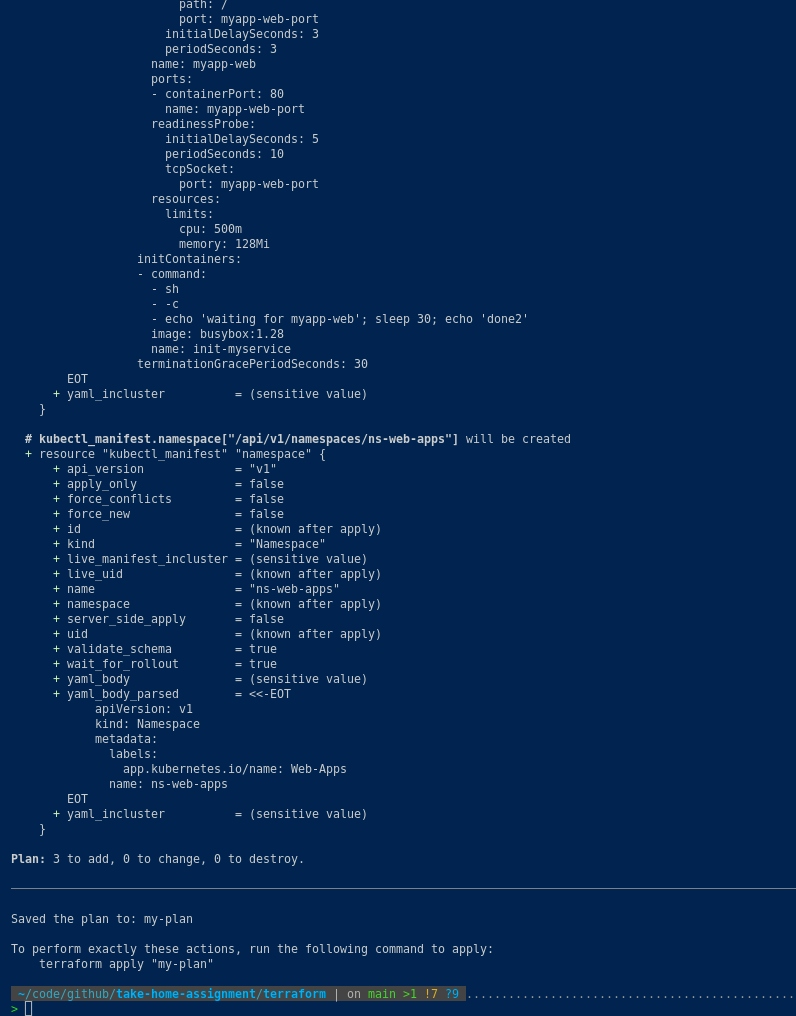 path: /
                        port: myapp-web-port
                      initialDelaySeconds: 3
                      periodSeconds: 3
                    name: myapp-web
                    ports:
                    - containerPort: 80
                      name: myapp-web-port
                    readinessProbe:
                      initialDelaySeconds: 5
                      periodSeconds: 10
                      tcpSocket:
                        port: myapp-web-port
                    resources:
                      limits:
                        cpu: 500m
                        memory: 128Mi
                  initContainers:
                  - command:
                    - sh
                    - -c
                    - echo 'waiting for myapp-web'; sleep 30; echo 'done2'
                    image: busybox:1.28
                    name: init-myservice
                  terminationGracePeriodSeconds: 30
        EOT
      + yaml_incluster          = (sensitive value)
    }

  # kubectl_manifest.namespace["/api/v1/namespaces/ns-web-apps"] will be created
  + resource "kubectl_manifest" "namespace" {
      + api_version             = "v1"
      + apply_only              = false
      + force_conflicts         = false
      + force_new               = false
      + id                      = (known after apply)
      + kind                    = "Namespace"
      + live_manifest_incluster = (sensitive value)
      + live_uid                = (known after apply)
      + name                    = "ns-web-apps"
      + namespace               = (known after apply)
      + server_side_apply       = false
      + uid                     = (known after apply)
      + validate_schema         = true
      + wait_for_rollout        = true
      + yaml_body               = (sensitive value)
      + yaml_body_parsed        = <<-EOT
            apiVersion: v1
            kind: Namespace
            metadata:
              labels:
                app.kubernetes.io/name: Web-Apps
              name: ns-web-apps
        EOT
      + yaml_incluster          = (sensitive value)
    }

Plan: 3 to add, 0 to change, 0 to destroy.

Saved the plan to: my-plan

To perform exactly these actions, run the following command to apply:
    terraform apply "my-plan"

~/code/github/take-home-assignment/terraform | on main >1 !7 ?9 ...............................................
>